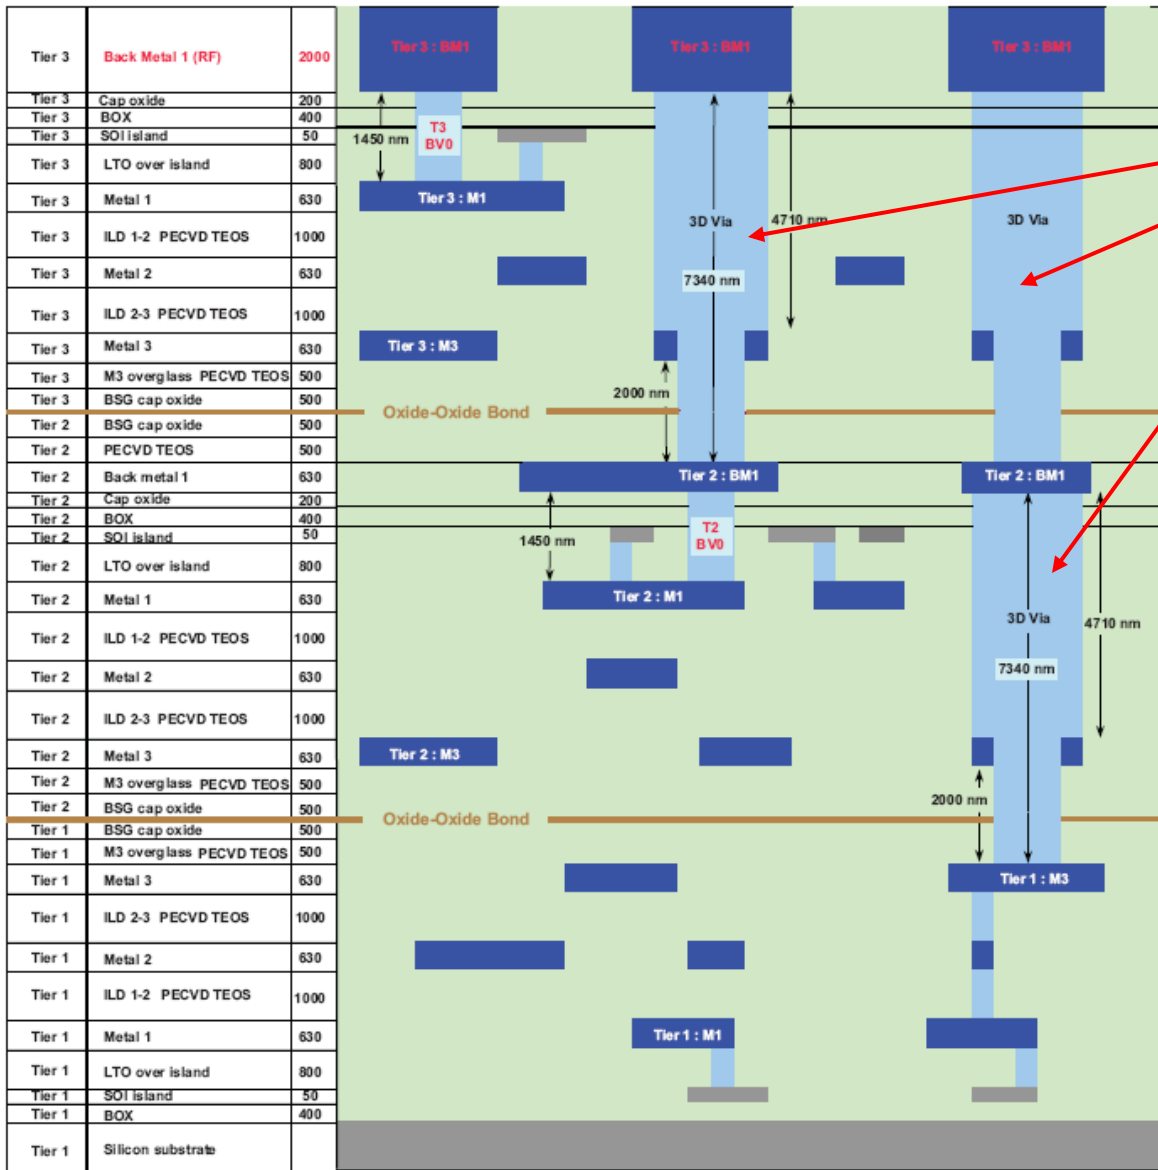 Tier 3 Back Metal 1 (RF) 2000 Tier 3 : BM1 Tier 3 : BM1 Tier 3 : BM1
Tier 3 Cap oxide 200
Tier 3 BOX 400
T3
BV0
Tier 3 SOI island 50 1450 nm
Tier 3 LTO over island 800
Tier 3 Metal 1 630 Tier 3 : M1
3D Via 4710 nm 3D Via
Tier 3 ILD 1-2 PECVD TEOS 1000
Tier 3 Metal 2 630 7340 nm
Tier 3 ILD 2-3 PECVD TEOS 1000
Tier 3 Metal 3 630 Tier 3 : M3
Tier 3 M3 overglass PECVD TEOS 500
2000 nm
Tier 3 BSG cap oxide 500
Oxide-Oxide Bond
Tier 2 BSG cap oxide 500
Tier 2 PECVD TEOS 500
Tier 2 Back metal 1 630 Tier 2 : BM1 Tier 2 : BM1
Tier 2 Cap oxide 200
Tier 2 BOX 400
T2
BV0
Tier 2 SOI island 50 1450 nm
Tier 2 LTO over island 800
Tier 2 Metal 1 630 Tier 2 : M1
3D Via 4710 nm
Tier 2 ILD 1-2 PECVD TEOS 1000
7340 nm
Tier 2 Metal 2 630
Tier 2 ILD 2-3 PECVD TEOS 1000
Tier 2 Metal 3 630 Tier 2 : M3
Tier 2 M3 overglass PECVD TEOS 500
2000 nm
Tier 2 BSG cap oxide 500
Oxide-Oxide Bond
Tier 1 BSG cap oxide 500
Tier 1 M3 overglass PECVD TEOS 500
Tier 1 Metal 3 630 Tier 1 : M3
Tier 1 ILD 2-3 PECVD TEOS 1000
Tier 1 Metal 2 630
Tier 1 ILD 1-2 PECVD TEOS 1000
Tier 1 Metal 1 630 Tier 1 : M1
Tier 1 LTO over island 800
Tier 1 SOI island 50
Tier 1 BOX 400
Tier 1 Silicon substrate